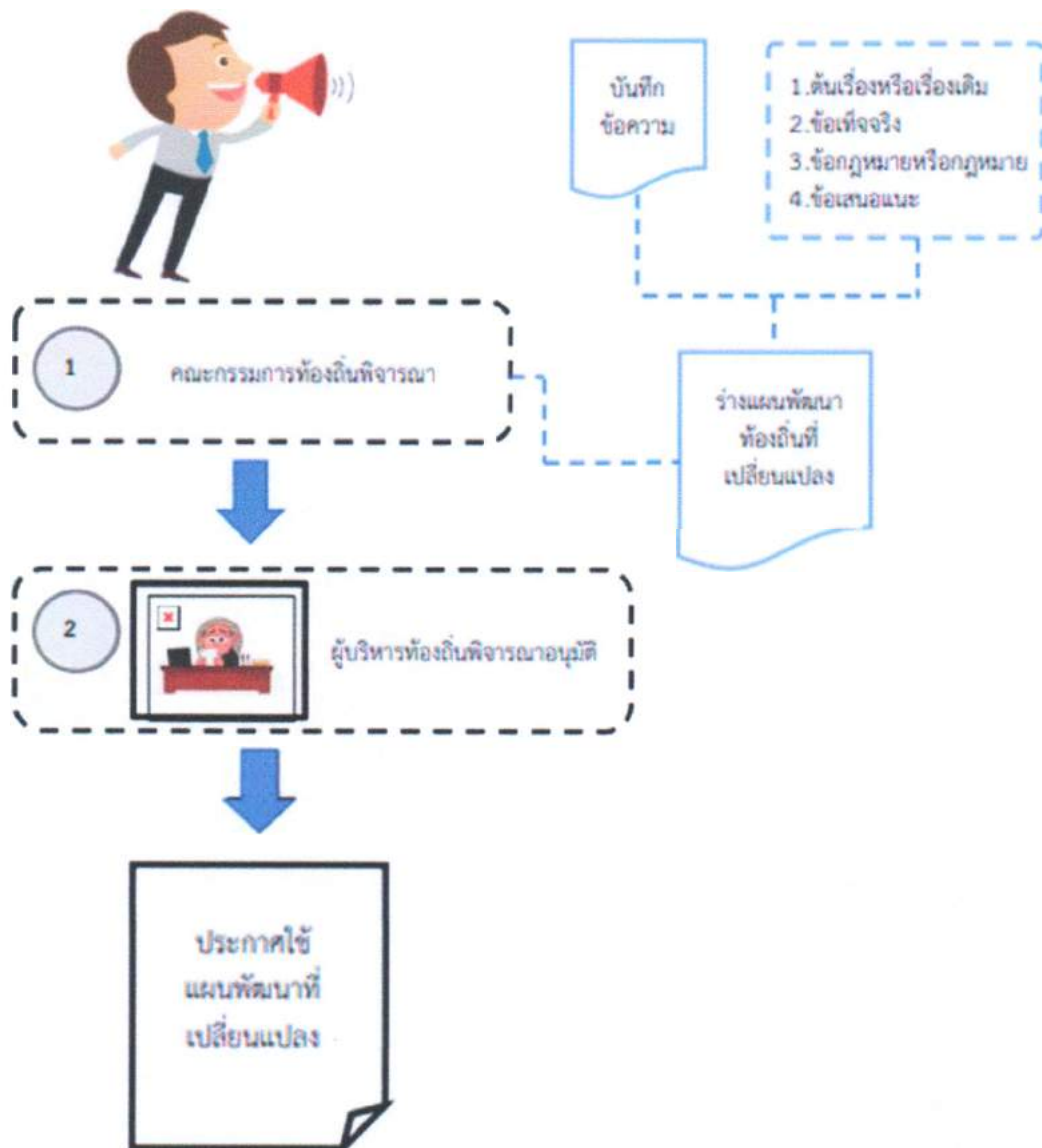 บันทึก
ข้อความ
1.ต้นเรื่องหรือเรื่องเดิม
2.ข้อเท็จจริง
3.ข้อกฎหมายหรือกฎหมาย
4.ข้อเสนอแนะ
1
คณะกรรมการท้องถิ่นพิจารณา
ร่างแผนพัฒนา
ท้องถิ่นที่
เปลี่ยนแปลง
2
ผู้บริหารท้องถิ่นพิจารณาอนุมัติ
ประกาศใช้
แผนพัฒนาที่
เปลี่ยนแปลง